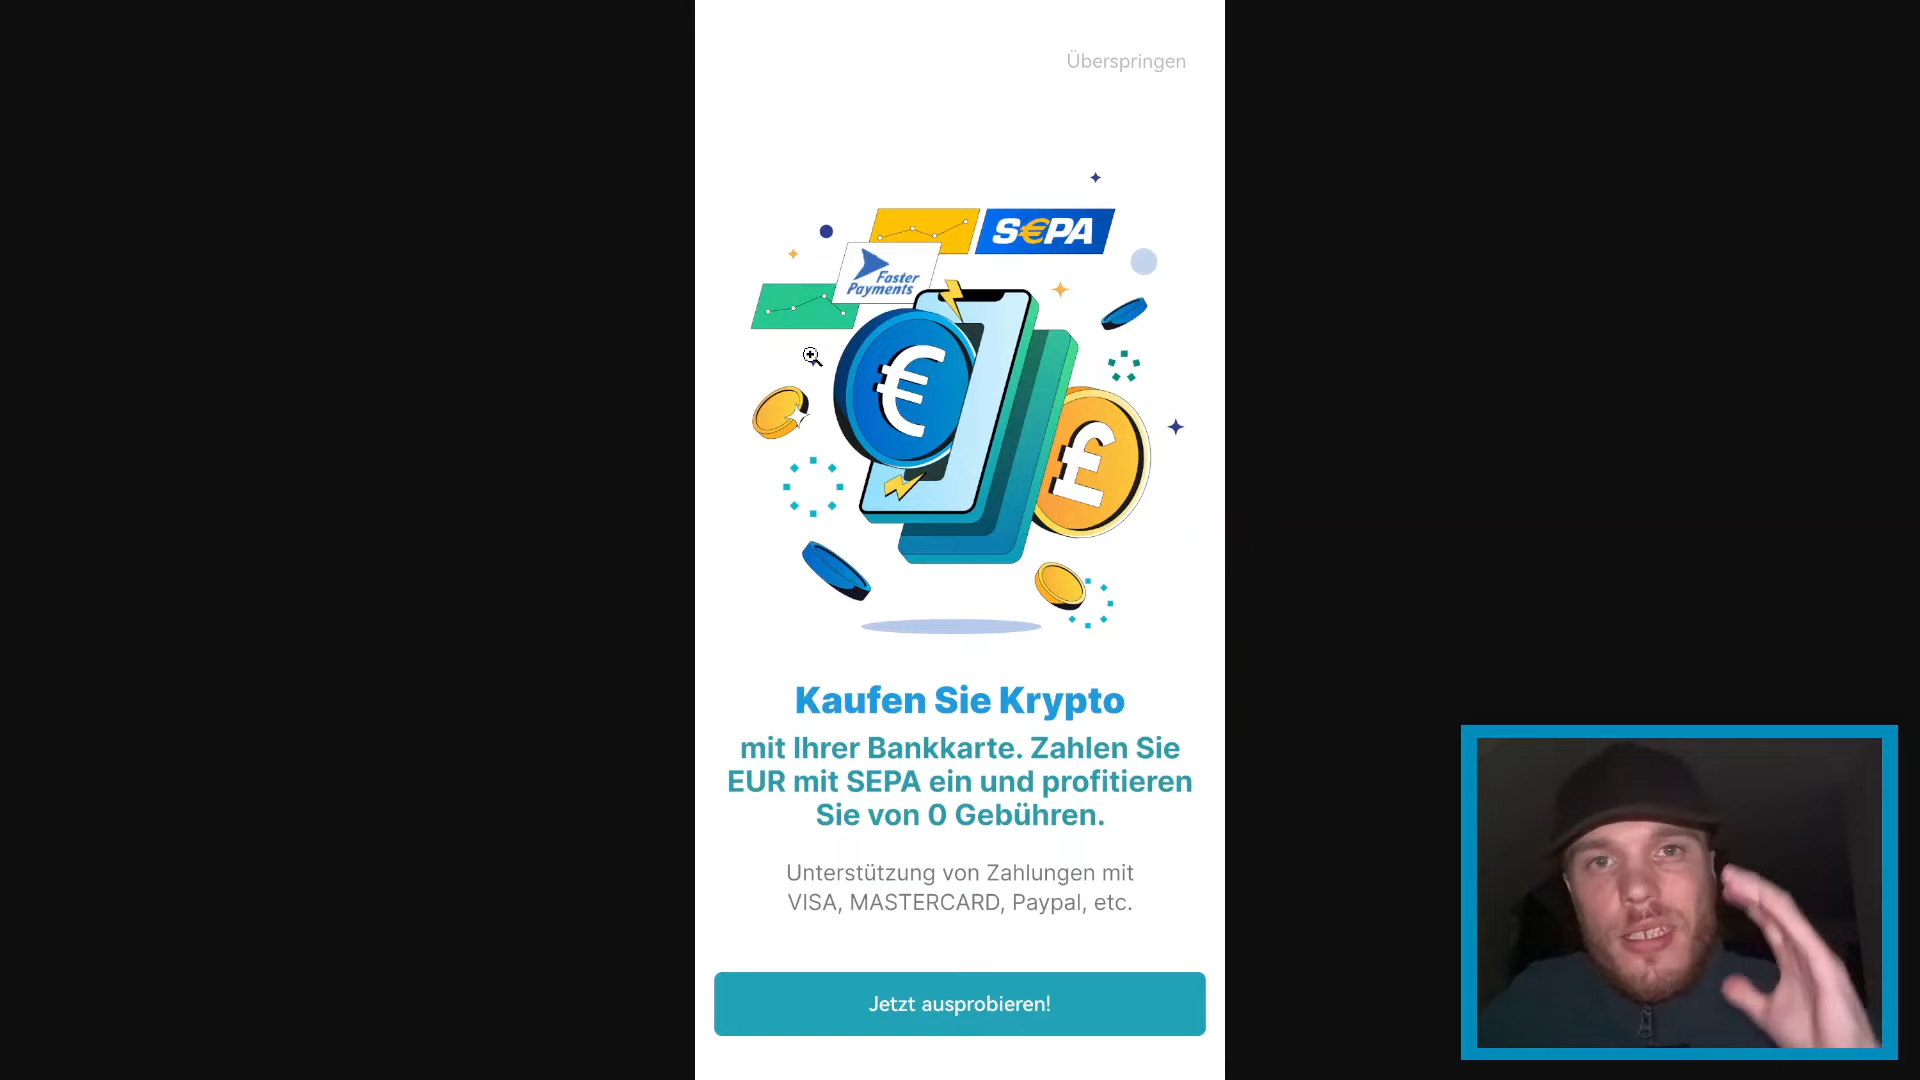 Überspringen
S€PA
Faster
Payments
€
£
Kaufen Sie Krypto
mit Ihrer Bankkarte. Zahlen Sie
EUR mit SEPA ein und profitieren
Sie von 0 Gebühren.
Unterstützung von Zahlungen mit
VISA, MASTERCARD, Paypal, etc.
Jetzt ausprobieren!